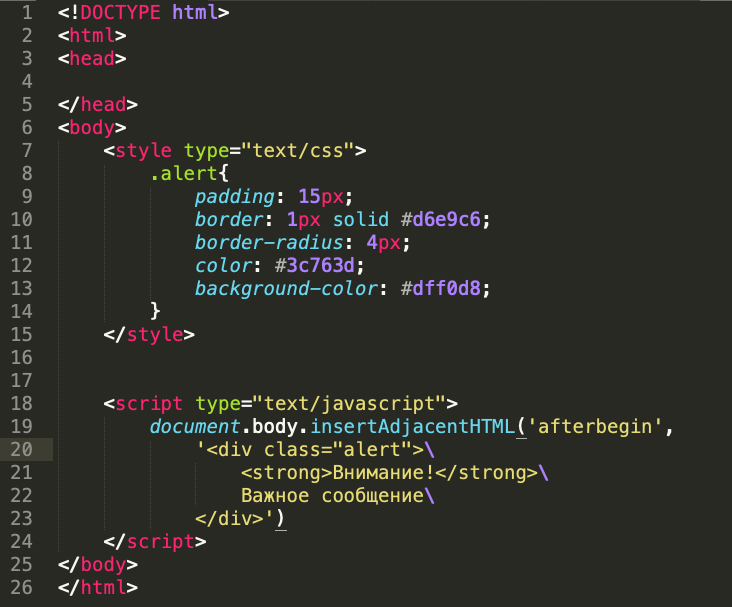 1 <!DOCTYPE html>
2 <html>
3 <head>
4
5 </head>
6 <body>
7     <style type="text/css">
8         .alert{
9             padding: 15px;
10             border: 1px solid #d6e9c6;
11             border-radius: 4px;
12             color: #3c763d;
13             background-color: #dff0d8;
14         }
15     </style>
16
17
18     <script type="text/javascript">
19         document.body.insertAdjacentHTML('afterbegin',
20             '<div class="alert">\
21                 <strong>Внимание!</strong>\
22                 Важное сообщение\
23             </div>')
24     </script>
25 </body>
26 </html>